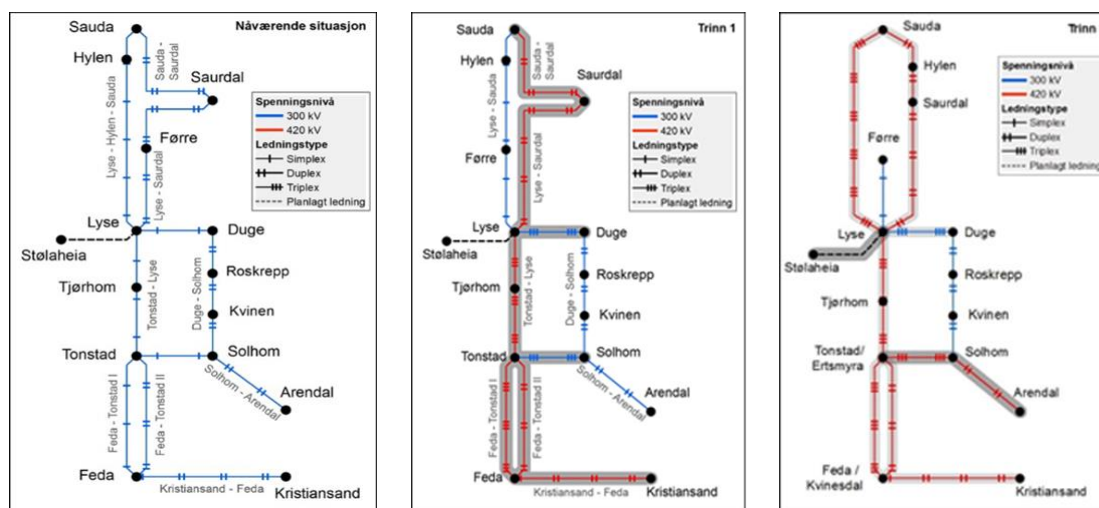 Nåværende situasjon
Sauda
Hylen
Sauda -
Saurdal
Saurdal
Spenningsnivå
300 kV
420 kV
Ledningstype
Simplex
Duplex
Triplex
Planlagt ledning
Lyse - Hylen - Sauda
Førre
Lyse - Saurdal
Lyse
Duge
Stølaheia
Tonstad - Lyse
Duge - Solhom
Roskrepp
Tjørhom
Kvinen
Tonstad
Solhom
Solhom - Arendal
Arendal
Feda - Tonstad I
Feda - Tonstad II
Feda
Kristiansand - Feda
Kristiansand
Trinn 1
Sauda
Hylen
Sauda -
Saurdal
Saurdal
Spenningsnivå
300 kV
420 kV
Ledningstype
Simplex
Duplex
Triplex
Planlagt ledning
Lyse - Sauda
Førre
Lyse - Saurdal
Lyse
Duge
Stølaheia
Tonstad - Lyse
Duge - Solhom
Roskrepp
Tjørhom
Kvinen
Tonstad
Solhom
Solhom - Arendal
Arendal
Feda - Tonstad I
Feda - Tonstad II
Feda
Kristiansand - Feda
Kristiansand
Trinn
Sauda
Hylen
Saurdal
Spenningsnivå
300 kV
420 kV
Ledningstype
Simplex
Duplex
Triplex
Planlagt ledning
Førre
Lyse
Duge
Stølaheia
Roskrepp
Tjørhom
Kvinen
Tonstad/
Ertsmyra
Solhom
Arendal
Feda /
Kvinesdal
Kristiansand